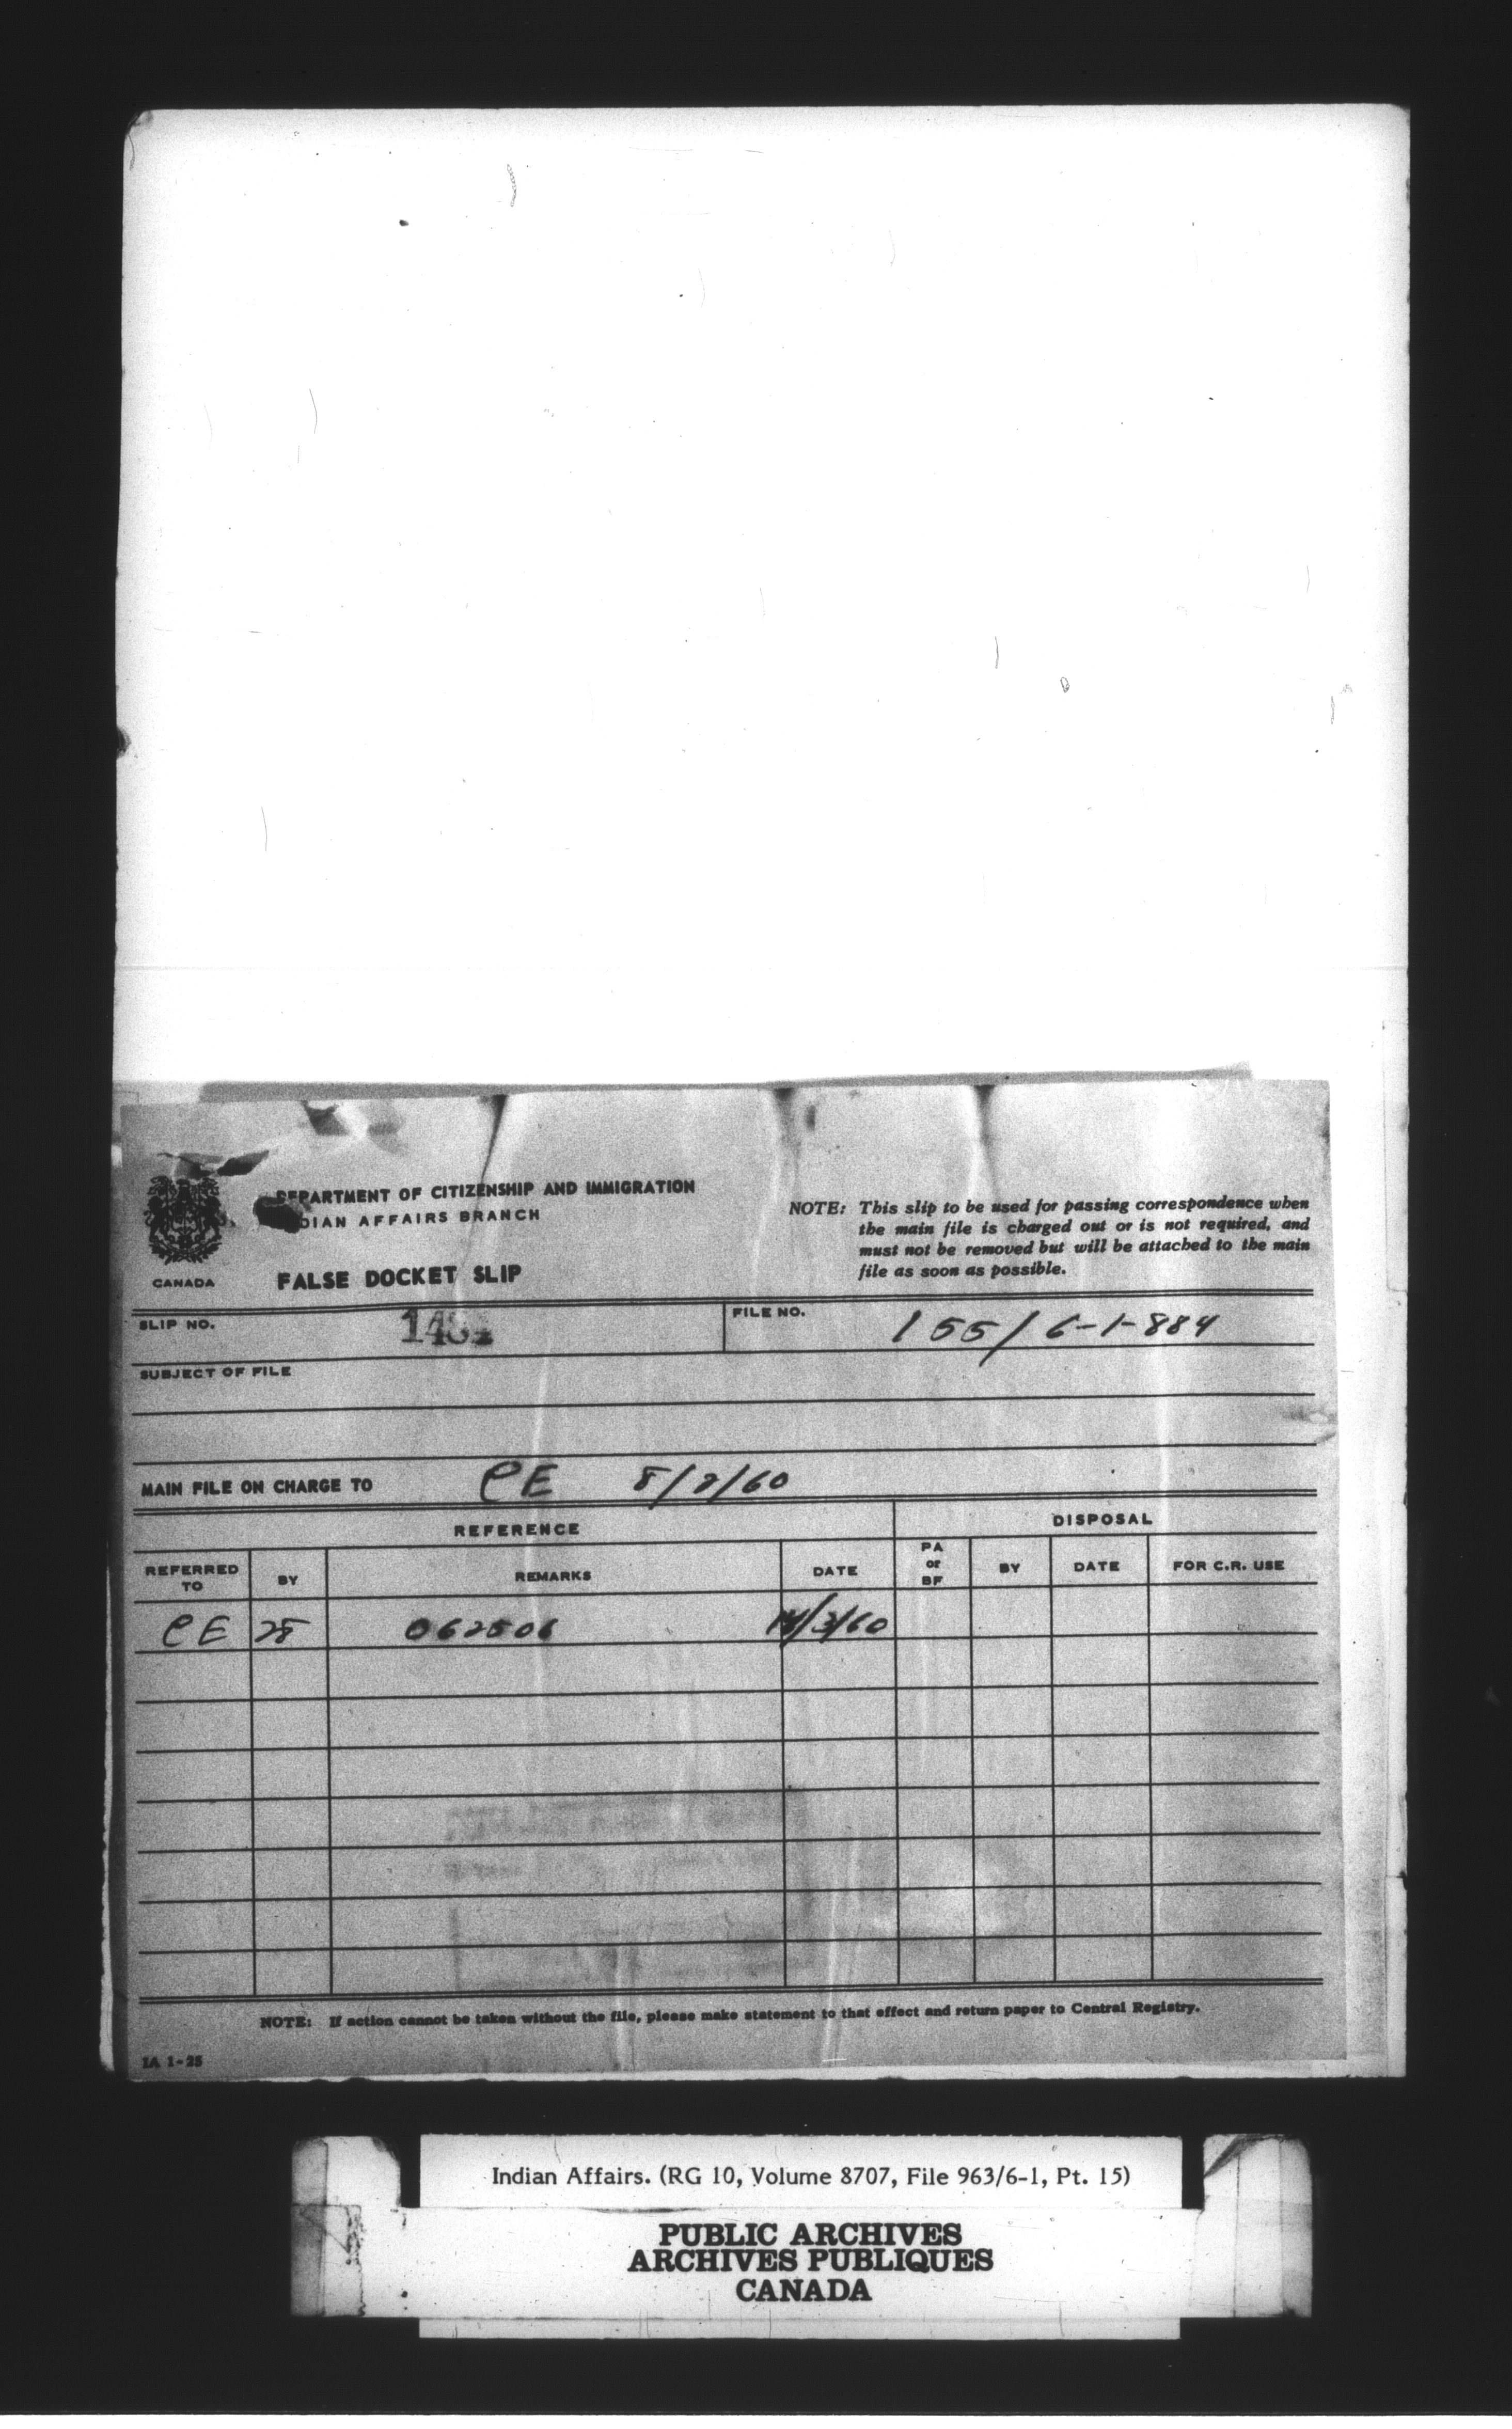 DEPARTMENT OF CITIZENSHIP AND IMMIGRATION
DIAN AFFAIRS BRANCH
CANADA
FALSE DOCKET SLIP
NOTE: This slip to be used for passing correspondence when
the main file is charged out or is not required, and
must not be removed but will be attached to the main
file as soon as possible.
SLIP NO.
FILE NO. 155/6-1-884
SUBJECT OF FILE
MAIN FILE ON CHARGE TO CE 8/2/60
REFERENCE
DISPOSAL
REFERRED TO
BY
REMARKS
DATE
PA or BF
BY
DATE
FOR C.R. USE
CE 28 062506 14/3/60
NOTE: If action cannot be taken without the file, please make statement to that effect and return paper to Central Registry.
IA 1-25
Indian Affairs. (RG 10, Volume 8707, File 963/6-1, Pt. 15)
PUBLIC ARCHIVES
ARCHIVES PUBLIQUES
CANADA